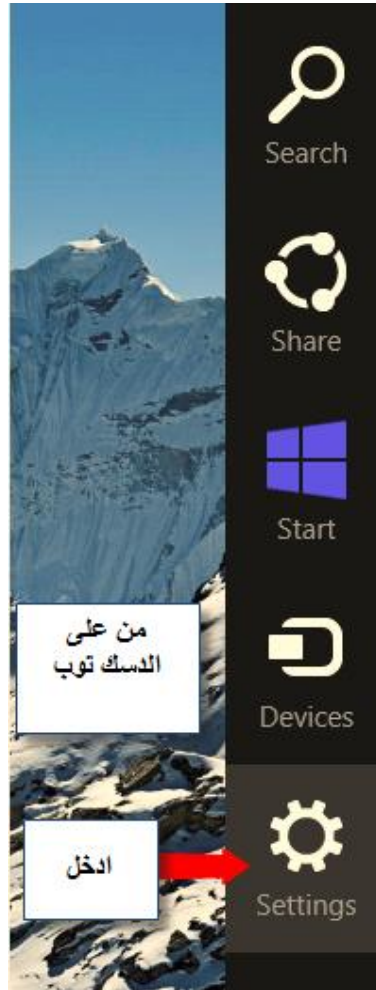 Search
Share
Start
من على
الدسك توب
Devices
ادخل
Settings